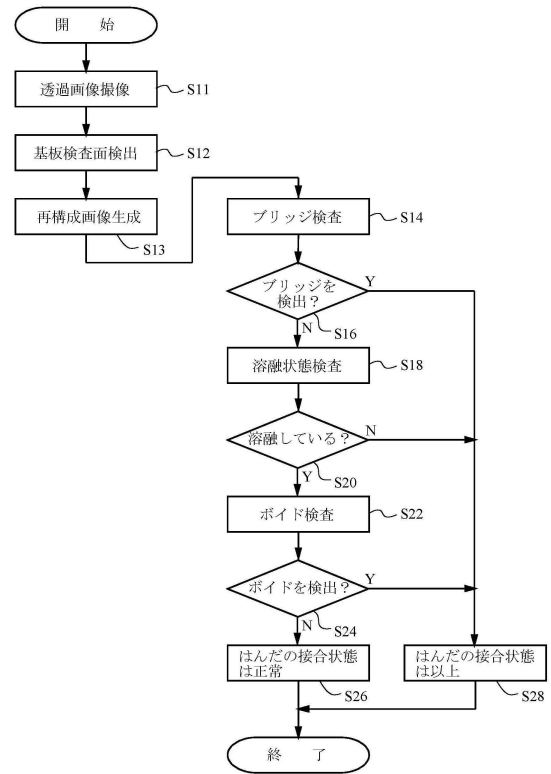 開 始
透過画像撮像
S11
基板検査面検出
S12
再構成画像生成
S13
ブリッジ検査
S14
ブリッジを
検出？
Y
S16
N
溶融状態検査
S18
溶融している？
N
S20
Y
ボイド検査
S22
ボイドを検出？
Y
S24
N
はんだの接合状態
は正常
S26
はんだの接合状態
は以上
S28
終 了